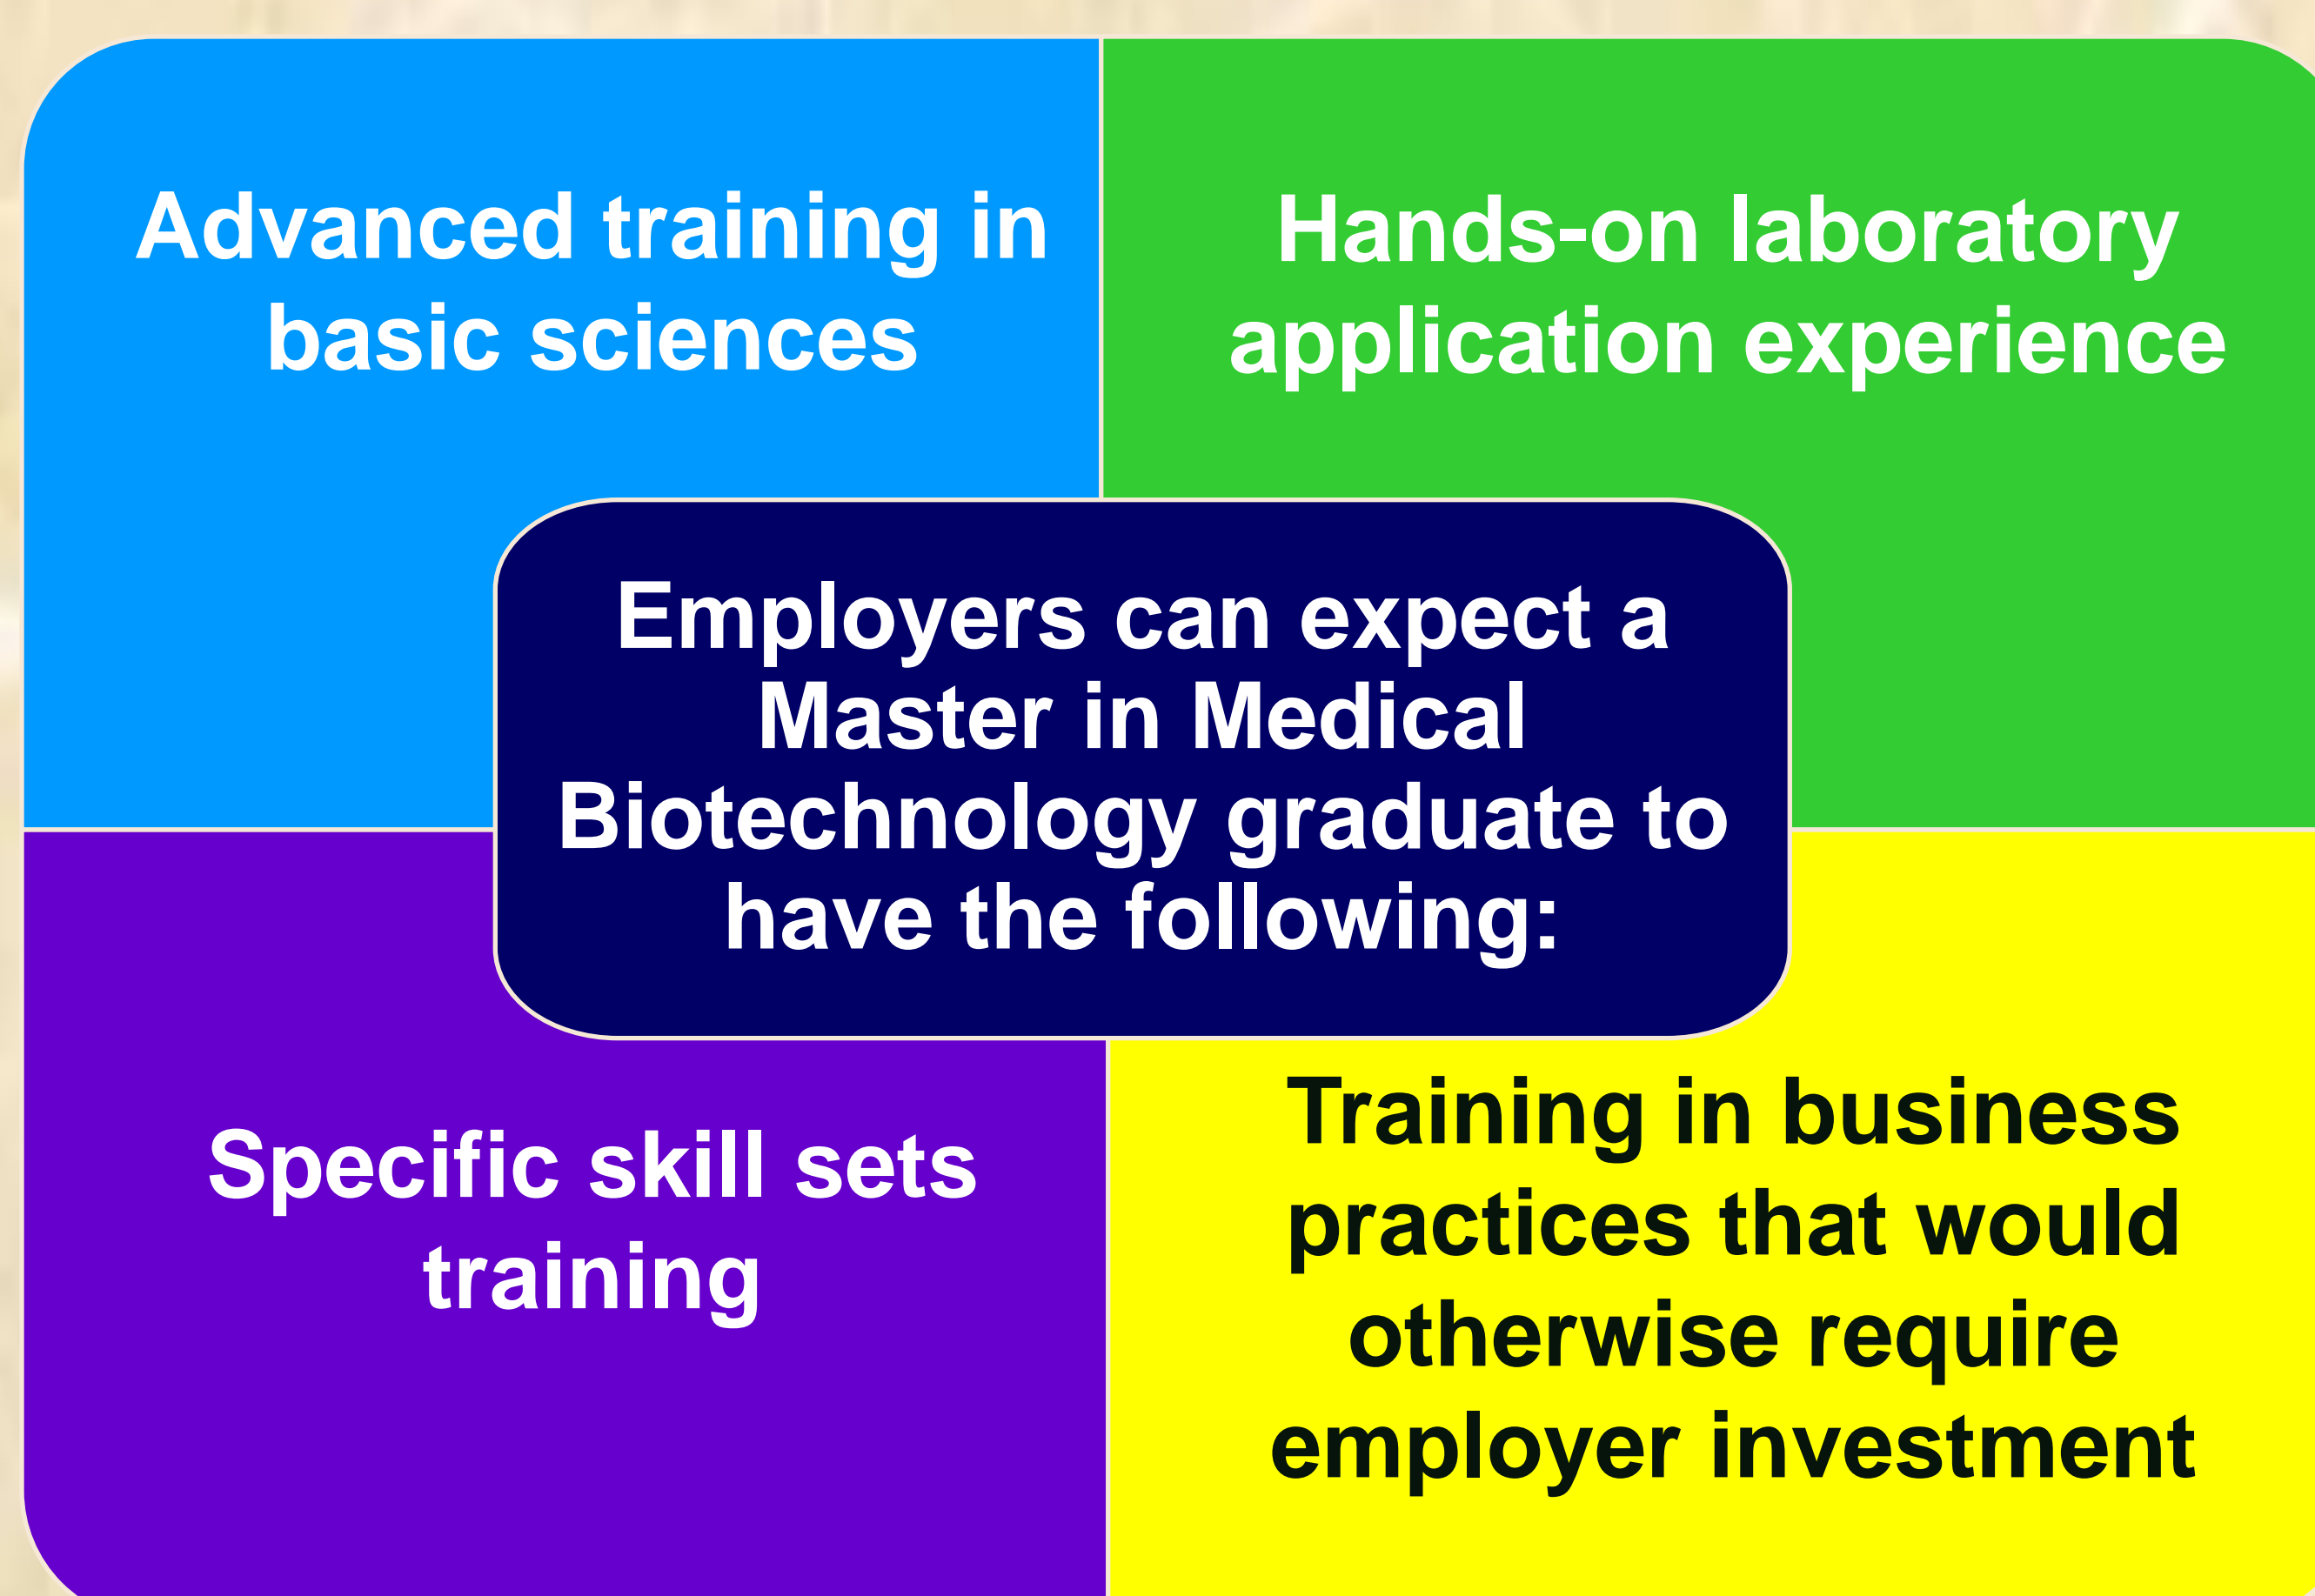 Advanced training in
basic sciences
Hands-on laboratory
application experience
Employers can expect a
Master in Medical
Biotechnology graduate to
have the following:
Specific skill sets
training
Training in business
practices that would
otherwise require
employer investment